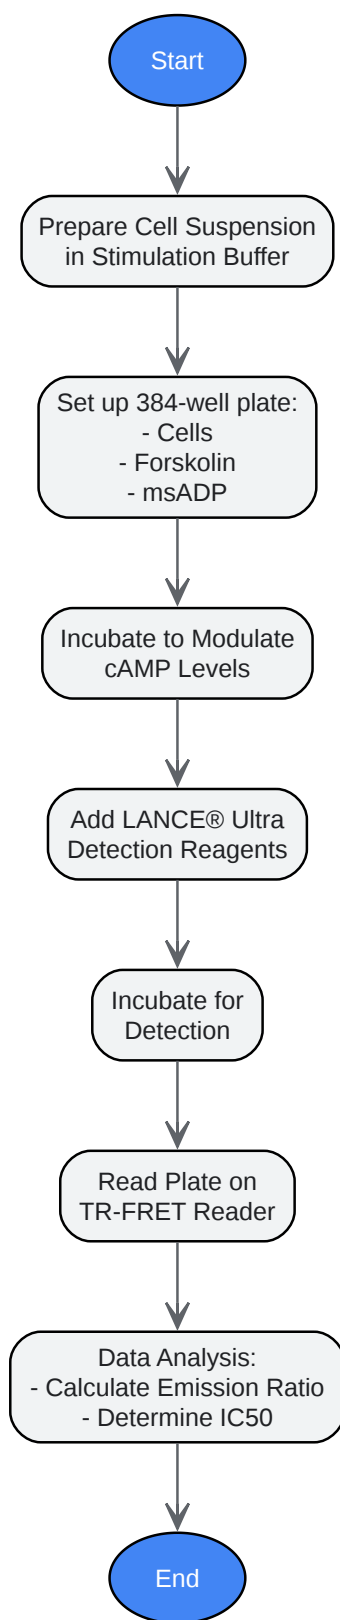 Start
Prepare Cell Suspension
in Stimulation Buffer
Set up 384-well plate:
- Cells
- Forskolin
- msADP
Incubate to Modulate
cAMP Levels
Add LANCE® Ultra
Detection Reagents
Incubate for
Detection
Read Plate on
TR-FRET Reader
Data Analysis:
- Calculate Emission Ratio
- Determine IC50
End